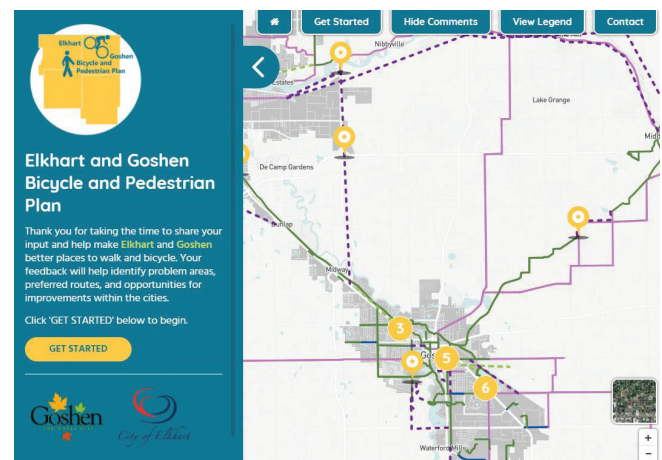 Get Started
Hide Comments
View Legend
Contact
Elkhart
Goshen
Bicycle and
Pedestrian Plan
Elkhart and Goshen
Bicycle and Pedestrian
Plan
Thank you for taking the time to share your
input and help make Elkhart and Goshen
better places to walk and bicycle. Your
feedback will help identify problem areas,
preferred routes, and opportunities for
improvements within the cities.
Click 'GET STARTED' below to begin.
GET STARTED
Goshen
City of Elkhart
Nibbyville
Estates
Lake Grange
De Camp Gardens
Dunlap
Midway
3
5
6
Waterford Mills
+
−